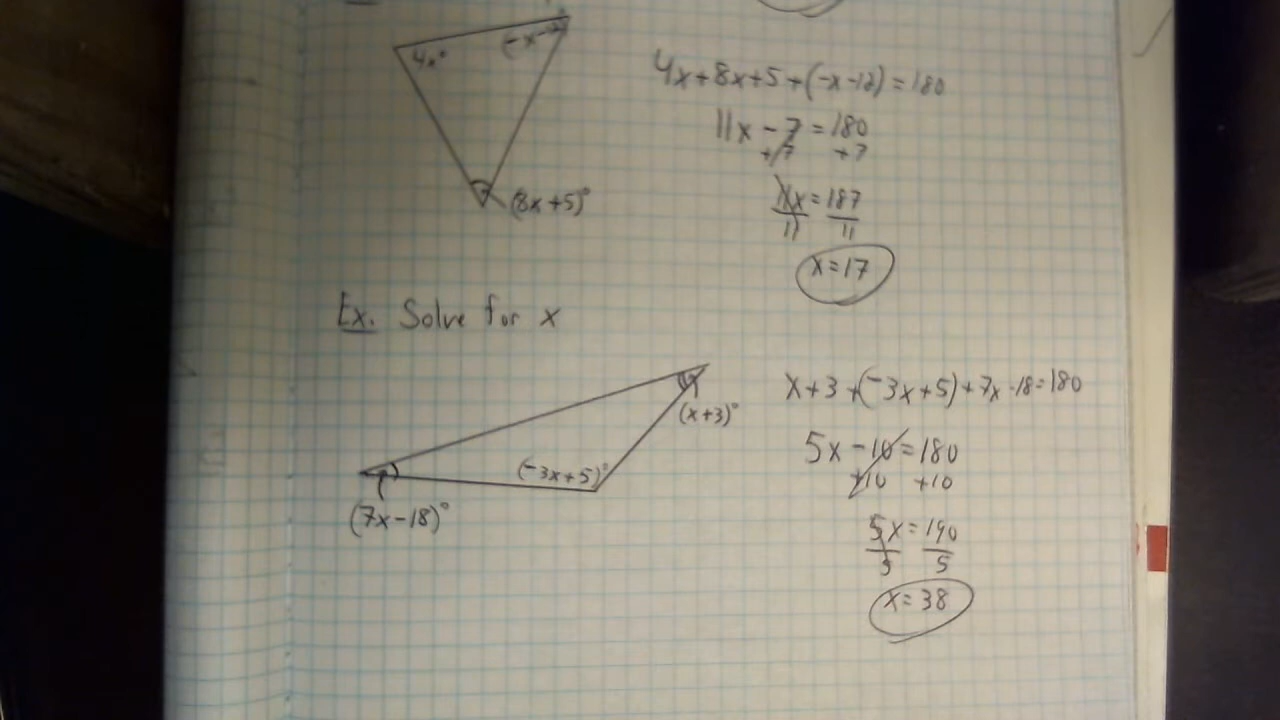 4x°
(-x-12)
(8x+5)°
4x+8x+5+(-x-12)=180
11x-7=180
+7 +7
11x=187
11 11
x=17
Ex. Solve for x
(x+3)°
(-3x+5)°
(7x-18)°
x+3+(-3x+5)+7x-18=180
5x-10=180
+10 +10
5x=190
5 5
x=38